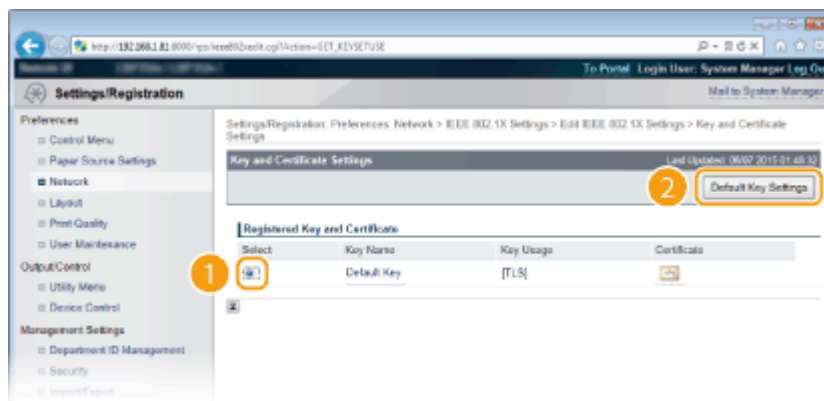 http://192.168.1.81:8000/rps/ieee802xedit.cgi?Action=GET_KEYSETUSE
To Portal Login User: System Manager Log Ou
Settings/Registration
Mail to System Manager
Preferences
Control Menu
Paper Source Settings
Network
Layout
Print Quality
User Maintenance
Output/Control
Utility Menu
Device Control
Management Settings
Department ID Management
Security
Import/Export
Settings/Registration: Preferences: Network > IEEE 802.1X Settings > Edit IEEE 802.1X Settings > Key and Certificate
Settings
Key and Certificate Settings
Last Updated: 06/07 2015 01:48:32
2
Default Key Settings
Registered Key and Certificate
Select Key Name Key Usage Certificate
1
Default Key [TLS]